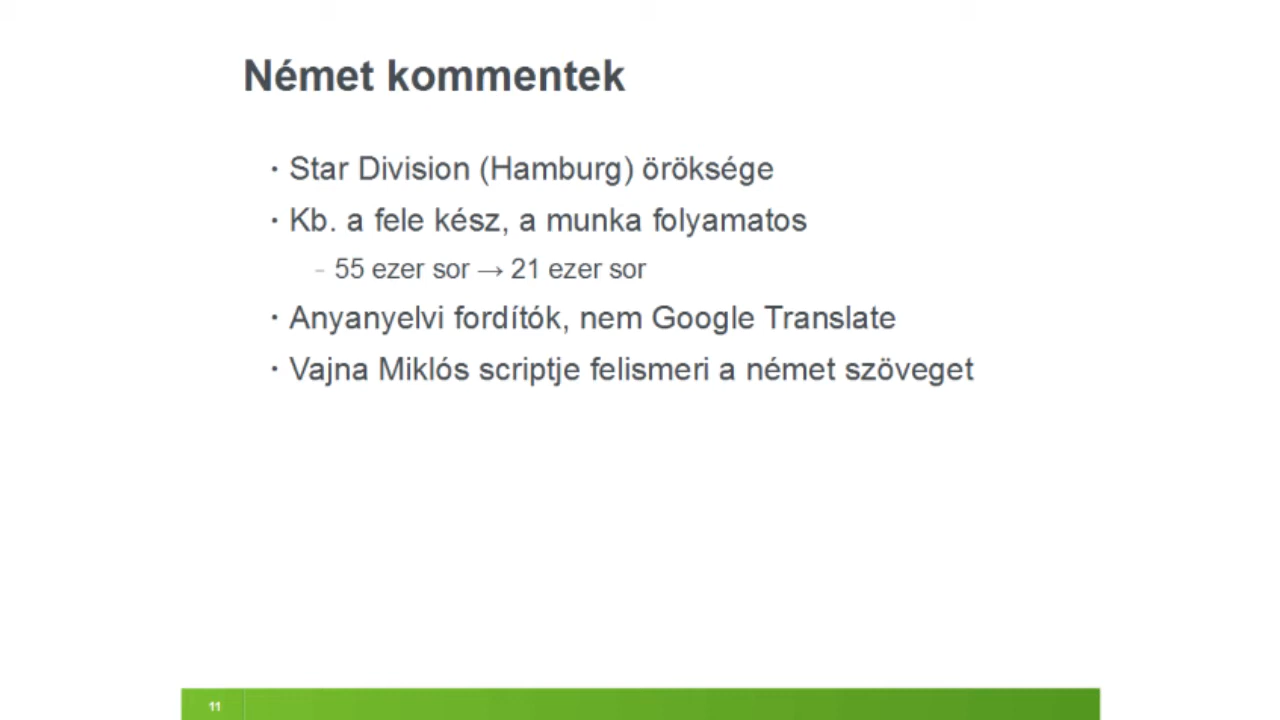 Német kommentek
• Star Division (Hamburg) öröksége
• Kb. a fele kész, a munka folyamatos
– 55 ezer sor → 21 ezer sor
• Anyanyelvi fordítók, nem Google Translate
• Vajna Miklós scriptje felismeri a német szöveget
11